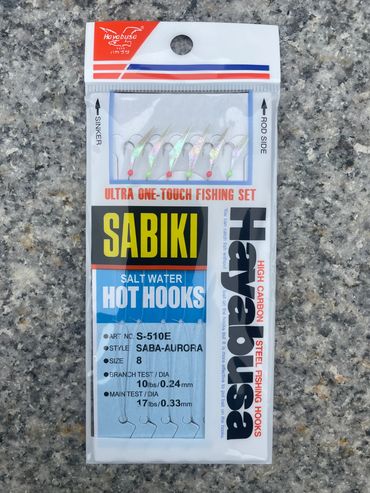 Hayabusa
SINKER
ROD SIDE
ULTRA ONE-TOUCH FISHING SET
SABIKI
SALT WATER
HOT HOOKS
ART NO. S-510E
STYLE SABA-AURORA
SIZE 8
BRANCH TEST / DIA
10lbs/0.24mm
MAIN TEST / DIA
17lbs/0.33mm
Hayabusa
HIGH CARBON STEEL FISHING HOOKS